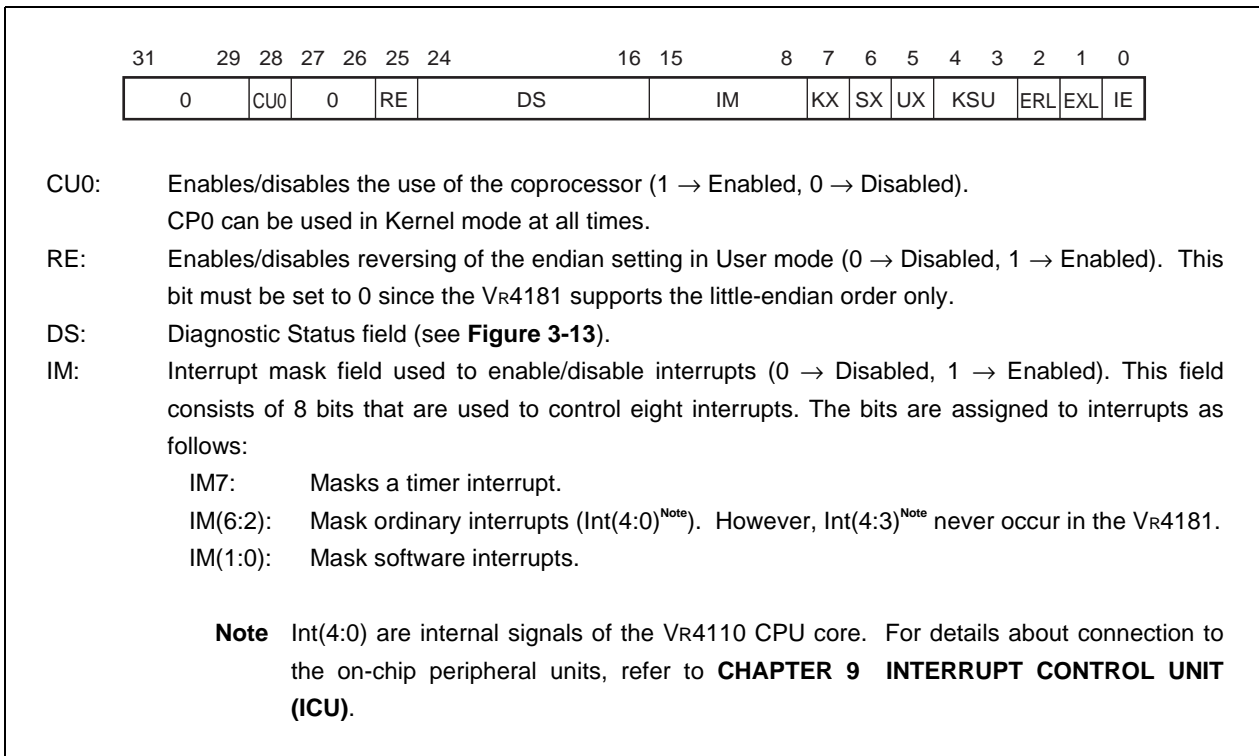 31 29 28 27 26 25 24 16 15 8 7 6 5 4 3 2 1 0
0 CU0 0 RE DS IM KX SX UX KSU ERL EXL IE
CU0: Enables/disables the use of the coprocessor (1 → Enabled, 0 → Disabled).
CP0 can be used in Kernel mode at all times.
RE: Enables/disables reversing of the endian setting in User mode (0 → Disabled, 1 → Enabled). This
bit must be set to 0 since the VR4181 supports the little-endian order only.
DS: Diagnostic Status field (see Figure 3-13).
IM: Interrupt mask field used to enable/disable interrupts (0 → Disabled, 1 → Enabled). This field
consists of 8 bits that are used to control eight interrupts. The bits are assigned to interrupts as
follows:
IM7: Masks a timer interrupt.
IM(6:2): Mask ordinary interrupts (Int(4:0)Note). However, Int(4:3)Note never occur in the VR4181.
IM(1:0): Mask software interrupts.
Note Int(4:0) are internal signals of the VR4110 CPU core. For details about connection to
the on-chip peripheral units, refer to CHAPTER 9 INTERRUPT CONTROL UNIT
(ICU).